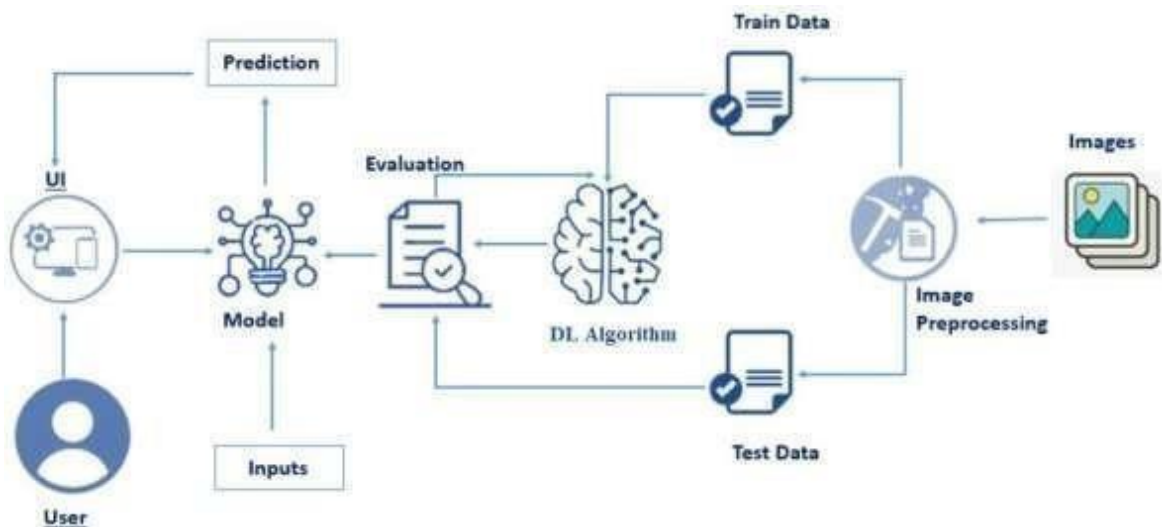 Train Data
Prediction
Images
Evaluation
UI
Image
Preprocessing
Model
DL Algorithm
Inputs
Test Data
User